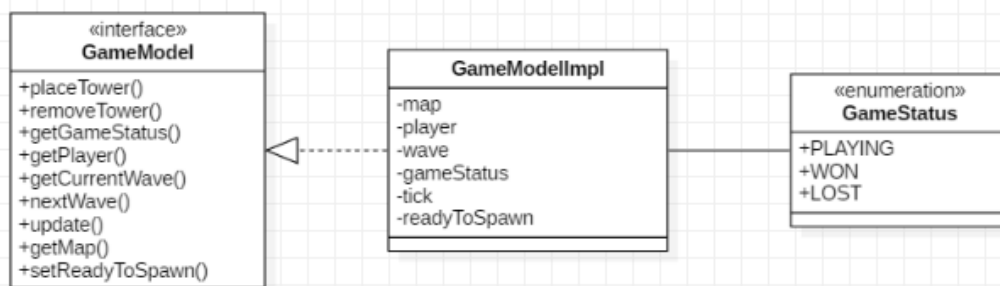 «interface»
GameModel
+placeTower()
+removeTower()
+getGameStatus()
+getPlayer()
+getCurrentWave()
+nextWave()
+update()
+getMap()
+setReadyToSpawn()
GameModelImpl
-map
-player
-wave
-gameStatus
-tick
-readyToSpawn
«enumeration»
GameStatus
+PLAYING
+WON
+LOST